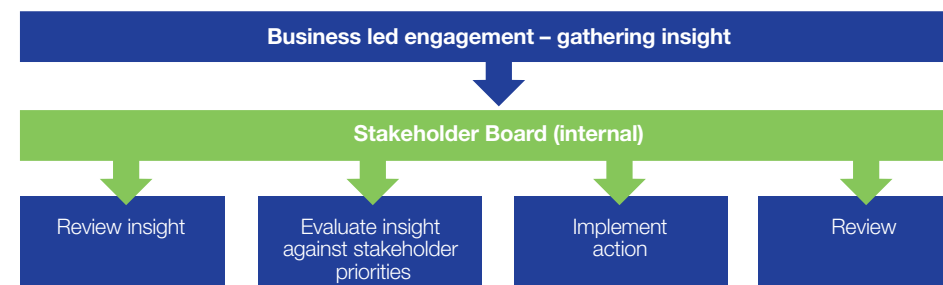 Business led engagement – gathering insight
Stakeholder Board (internal)
Review insight
Evaluate insight
against stakeholder
priorities
Implement
action
Review